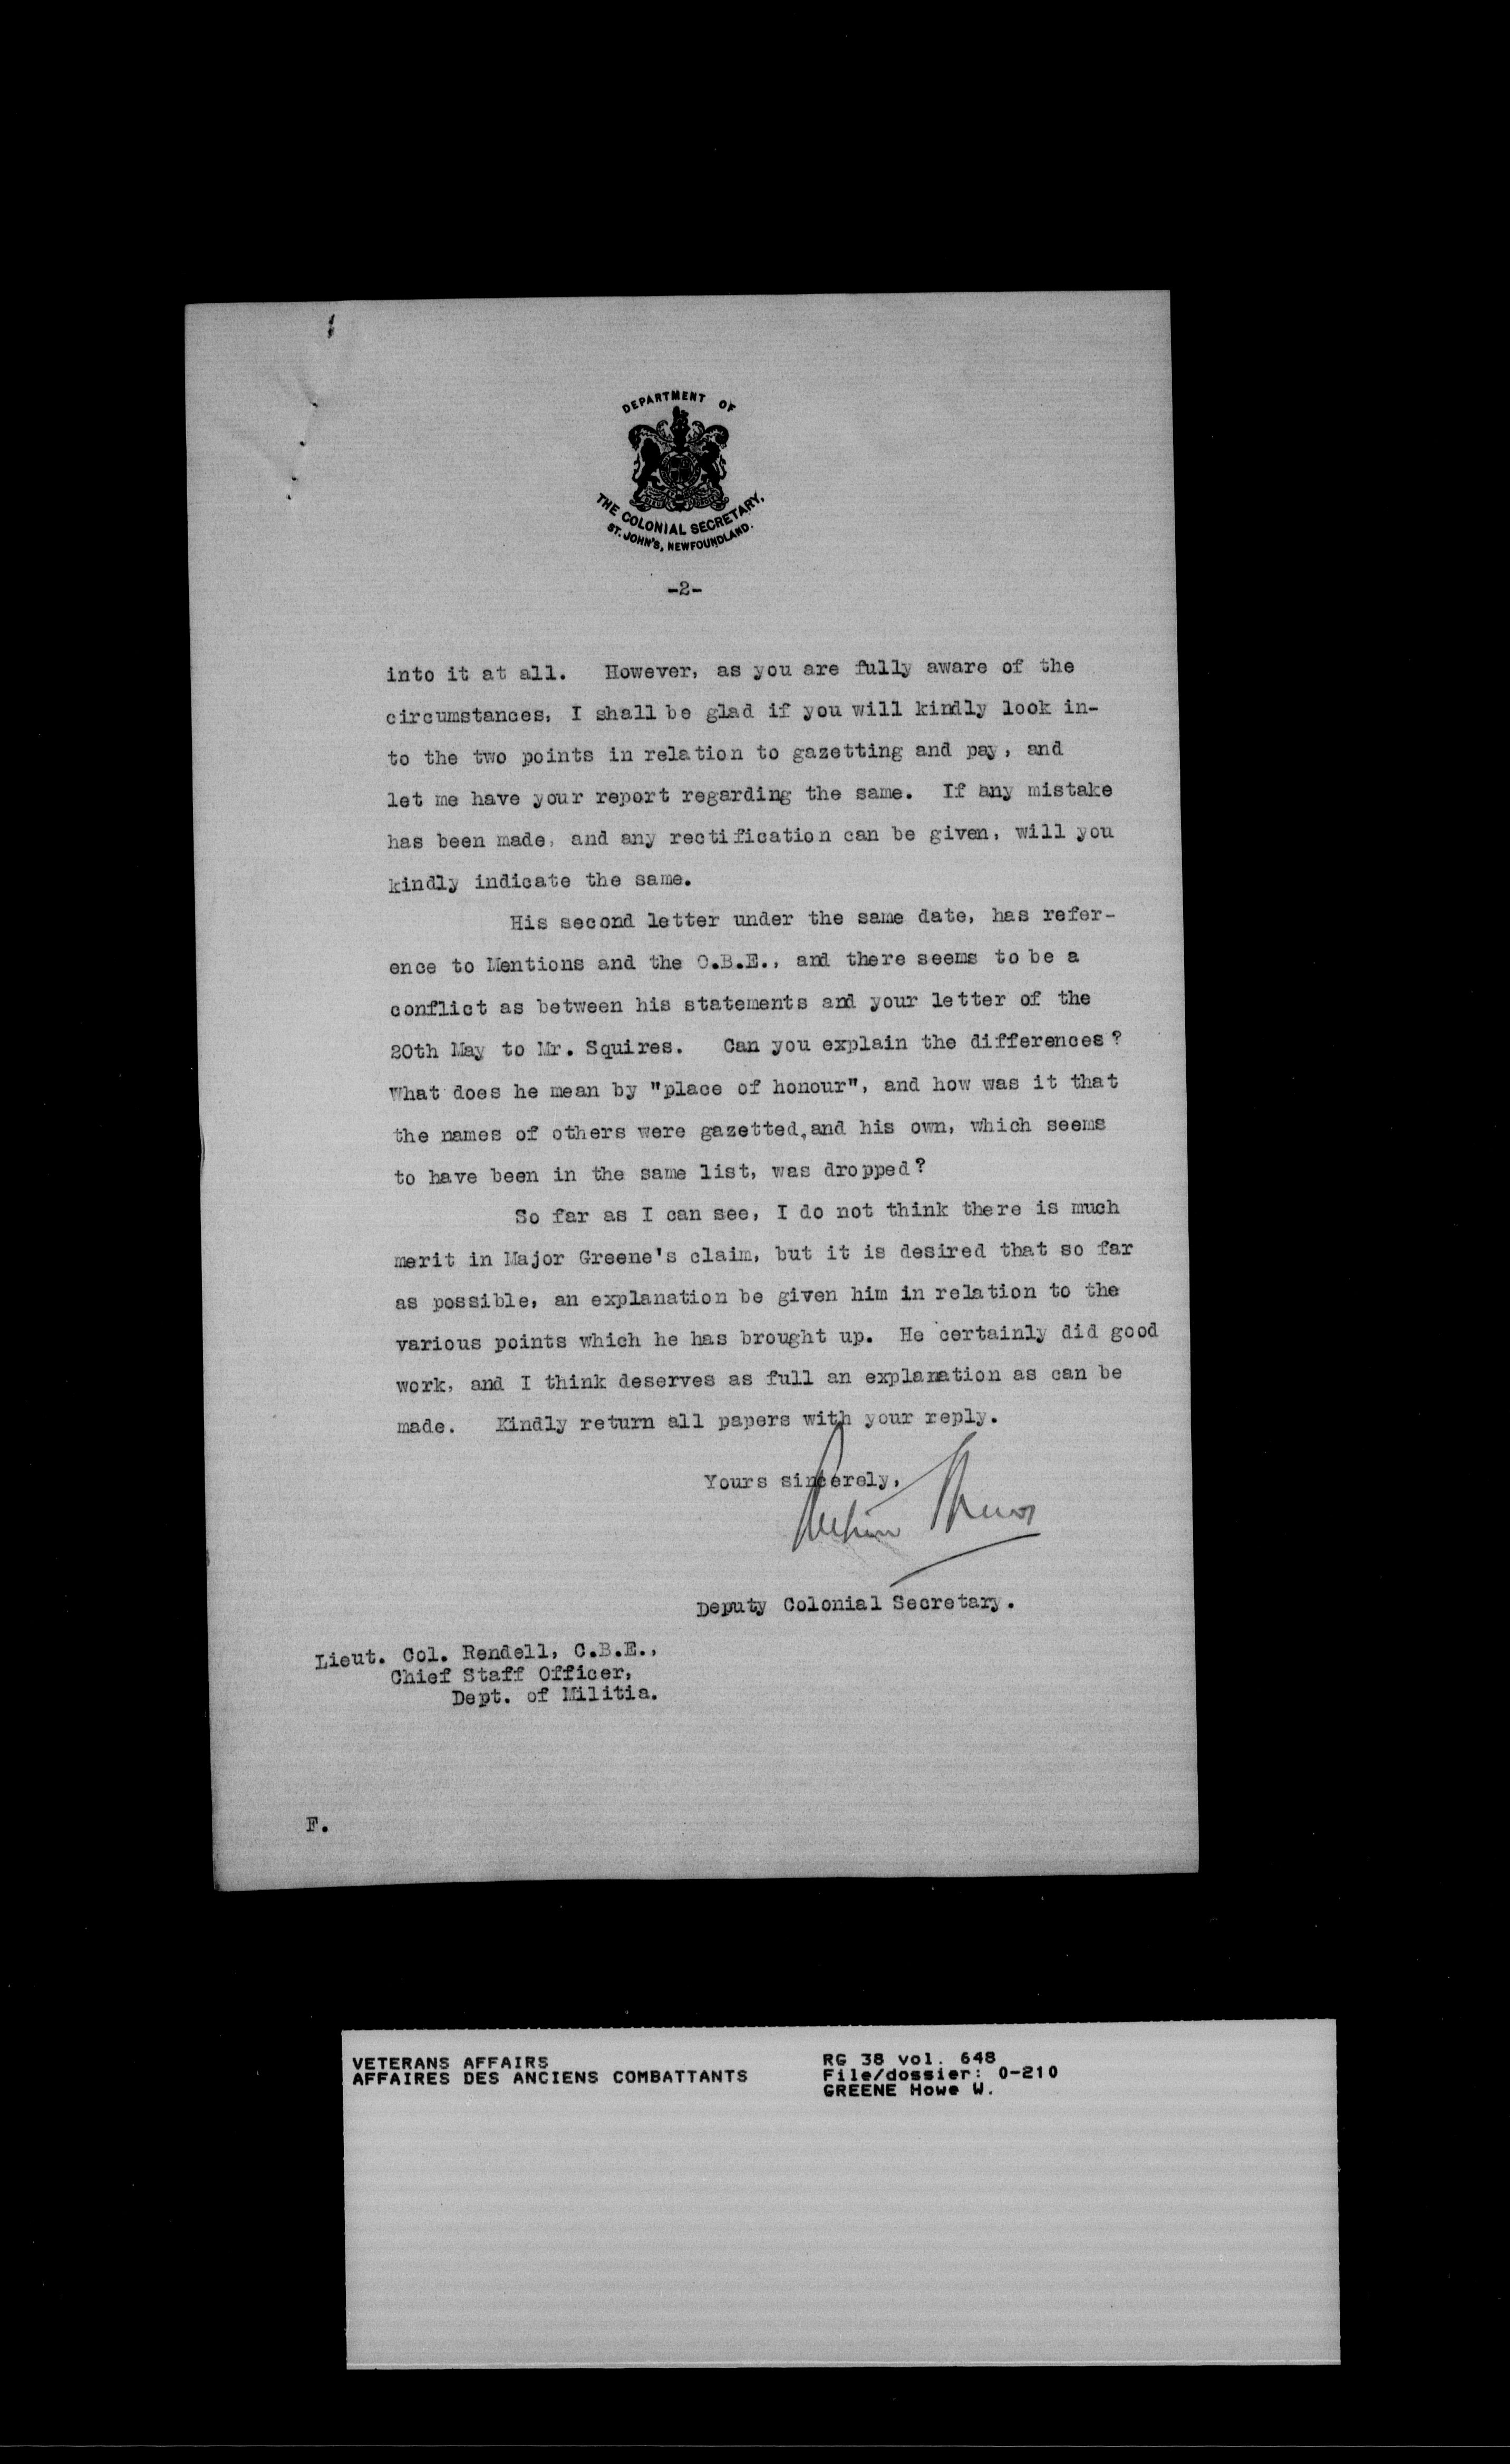 DEPARTMENT OF
THE COLONIAL SECRETARY,
ST. JOHN'S, NEWFOUNDLAND.
-2-
into it at all. However, as you are fully aware of the
circumstances, I shall be glad if you will kindly look in-
to the two points in relation to gazetting and pay, and
let me have your report regarding the same. If any mistake
has been made, and any rectification can be given, will you
kindly indicate the same.
His second letter under the same date, has refer-
ence to Mentions and the O.B.E., and there seems to be a
conflict as between his statements and your letter of the
20th May to Mr. Squires. Can you explain the differences?
What does he mean by "place of honour", and how was it that
the names of others were gazetted,and his own, which seems
to have been in the same list, was dropped?
So far as I can see, I do not think there is much
merit in Major Greene's claim, but it is desired that so far
as possible, an explanation be given him in relation to the
various points which he has brought up. He certainly did good
work, and I think deserves as full an explanation as can be
made. Kindly return all papers with your reply.
Yours sincerely,
Deputy Colonial Secretary.
Lieut. Col. Rendell, C.B.E.,
Chief Staff Officer,
Dept. of Militia.
F.
VETERANS AFFAIRS
AFFAIRES DES ANCIENS COMBATTANTS
RG 38 vol. 648
File/dossier: 0-210
GREENE Howe W.